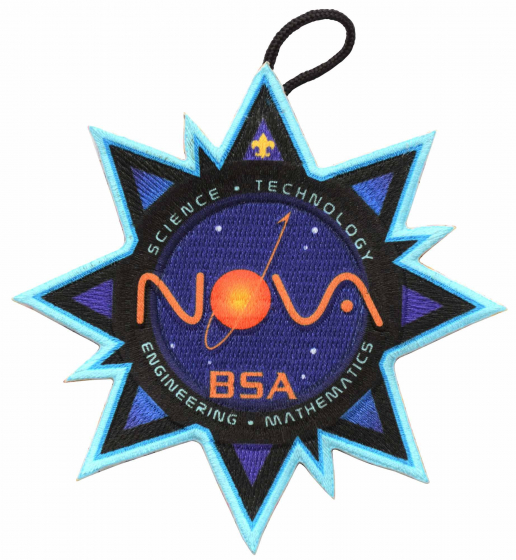 SCIENCE • TECHNOLOGY
NOVA
BSA
ENGINEERING • MATHEMATICS